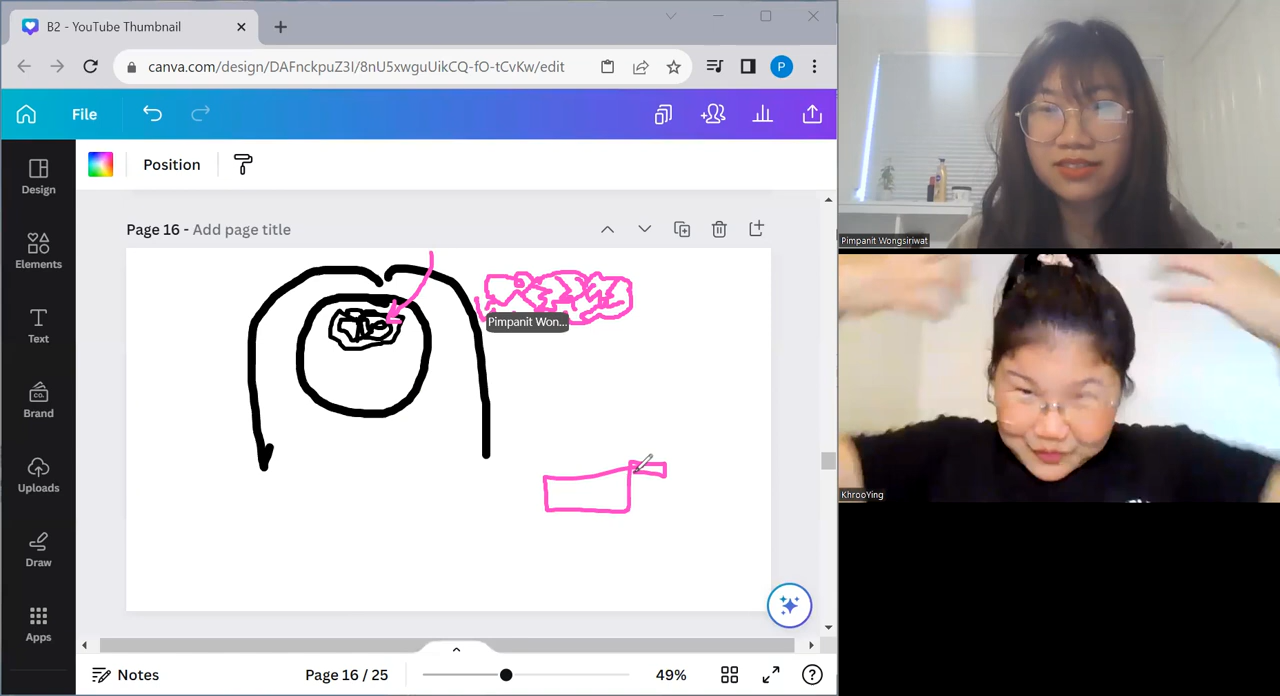 B2 - YouTube Thumbnail
canva.com/design/DAFnckpuZ3I/8nU5xwguUikCQ-fO-tCvKw/edit
P
File
Position
Design
Elements
Text
Brand
CO.
Uploads
Draw
Apps
Page 16 - Add page title
Pimpanit Won...
Notes
Page 16 / 25
49%
Pimpanit Wongsiriwat
KhrooYing